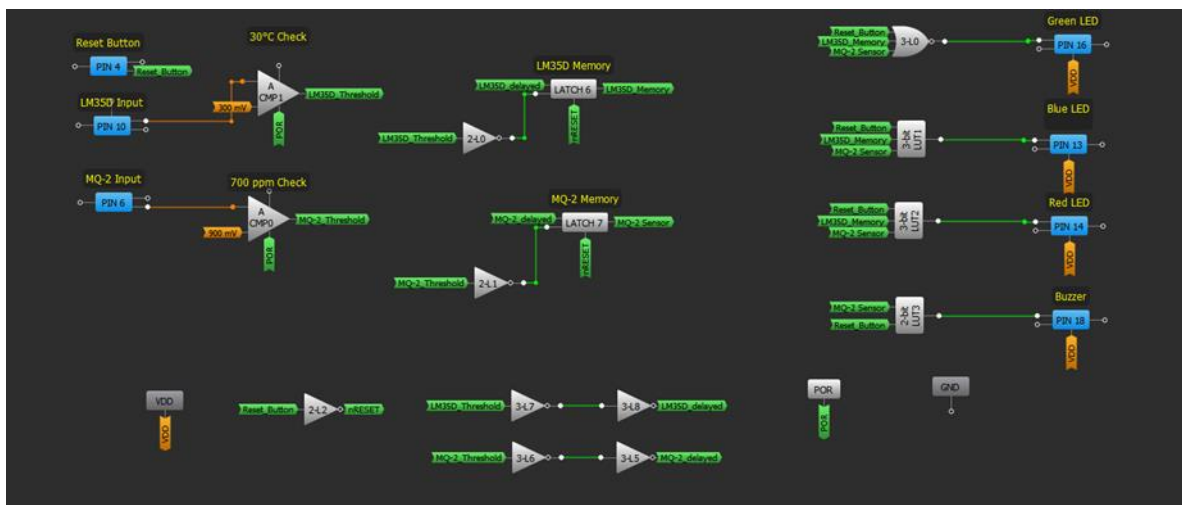 Reset Button
PIN 4
Reset_Button
LM35D Input
PIN 10
30°C Check
A
CMP1
300 mV
POR
LM35D_Threshold
MQ-2 Input
PIN 6
700 ppm Check
A
CMP0
900 mV
POR
MQ-2_Threshold
LM35D Memory
LM35D_delayed
LATCH 6
LM35D_Memory
LM35D_Threshold
2-L0
nRESET
MQ-2 Memory
MQ-2_delayed
LATCH 7
MQ-2 Sensor
MQ-2_Threshold
2-L1
nRESET
Green LED
Reset_Button
LM35D_Memory
MQ-2 Sensor
3-L0
PIN 16
VDD
Blue LED
Reset_Button
LM35D_Memory
MQ-2 Sensor
3-bit
LUT1
PIN 13
VDD
Red LED
Reset_Button
LM35D_Memory
MQ-2 Sensor
3-bit
LUT2
PIN 14
VDD
Buzzer
MQ-2 Sensor
Reset_Button
2-bit
LUT3
PIN 18
VDD
VDD
VDD
Reset_Button
2-L2
nRESET
LM35D_Threshold
3-L7
3-L8
LM35D_delayed
MQ-2_Threshold
3-L6
3-L5
MQ-2_delayed
POR
POR
GND